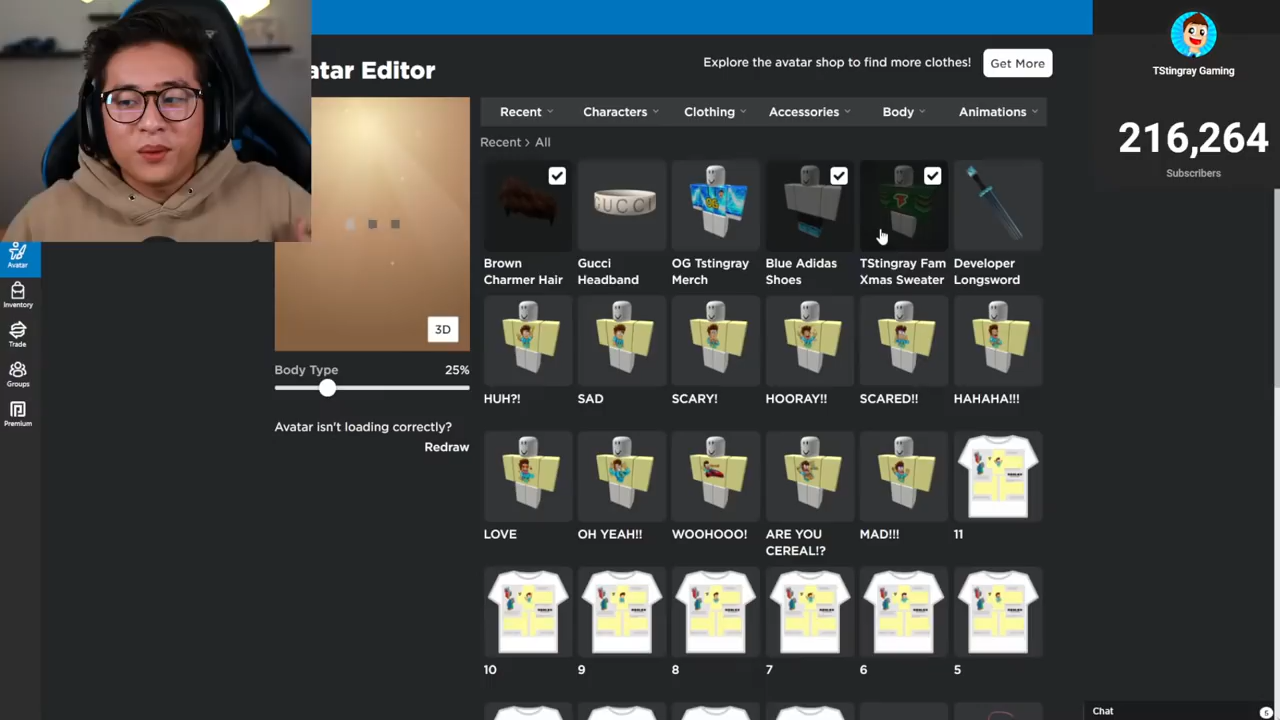 atar Editor
Explore the avatar shop to find more clothes!
Get More
TStingray Gaming
216,264
Subscribers
Recent
Characters
Clothing
Accessories
Body
Animations
Recent > All
GUCCI
Brown Charmer Hair
Gucci Headband
OG Tstingray Merch
Blue Adidas Shoes
TStingray Fam Xmas Sweater
Developer Longsword
3D
Body Type
25%
Avatar isn't loading correctly?
Redraw
Avatar
Inventory
Trade
Groups
Premium
HUH?!
SAD
SCARY!
HOORAY!!
SCARED!!
HAHAHA!!!
LOVE
OH YEAH!!
WOOHOOO!
ARE YOU CEREAL!?
MAD!!!
11
10
9
8
7
6
5
Chat
5